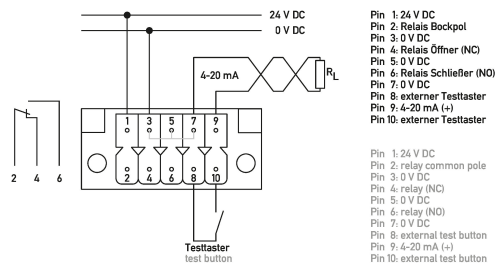 24 V DC
0 V DC
4-20 mA
RL
1 3 5 7 9
2 4 6 8 10
2 4 6
Testtaster
test button
Pin 1: 24 V DC
Pin 2: Relais Bockpol
Pin 3: 0 V DC
Pin 4: Relais Öffner (NC)
Pin 5: 0 V DC
Pin 6: Relais Schließer (NO)
Pin 7: 0 V DC
Pin 8: externer Testtaster
Pin 9: 4-20 mA (+)
Pin 10: externer Testtaster
Pin 1: 24 V DC
Pin 2: relay common pole
Pin 3: 0 V DC
Pin 4: relay (NC)
Pin 5: 0 V DC
Pin 6: relay (NO)
Pin 7: 0 V DC
Pin 8: external test button
Pin 9: 4-20 mA (+)
Pin 10: external test button